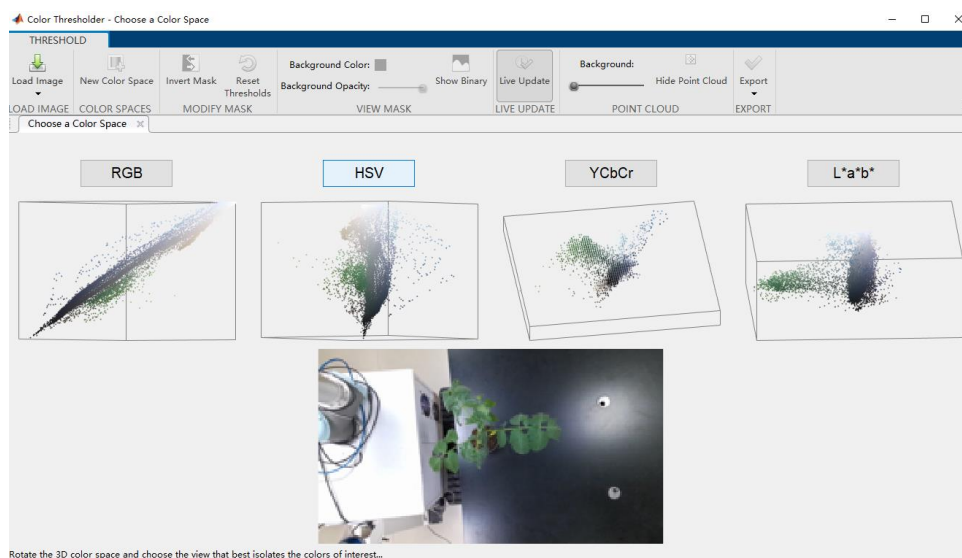 Color Thresholder - Choose a Color Space
THRESHOLD
Load Image
New Color Space
Invert Mask
Reset
Thresholds
Background Color:
Background Opacity:
Show Binary
Live Update
Background:
Hide Point Cloud
Export
LOAD IMAGE
COLOR SPACES
MODIFY MASK
VIEW MASK
LIVE UPDATE
POINT CLOUD
EXPORT
Choose a Color Space
RGB
HSV
YCbCr
L*a*b*
Rotate the 3D color space and choose the view that best isolates the colors of interest...